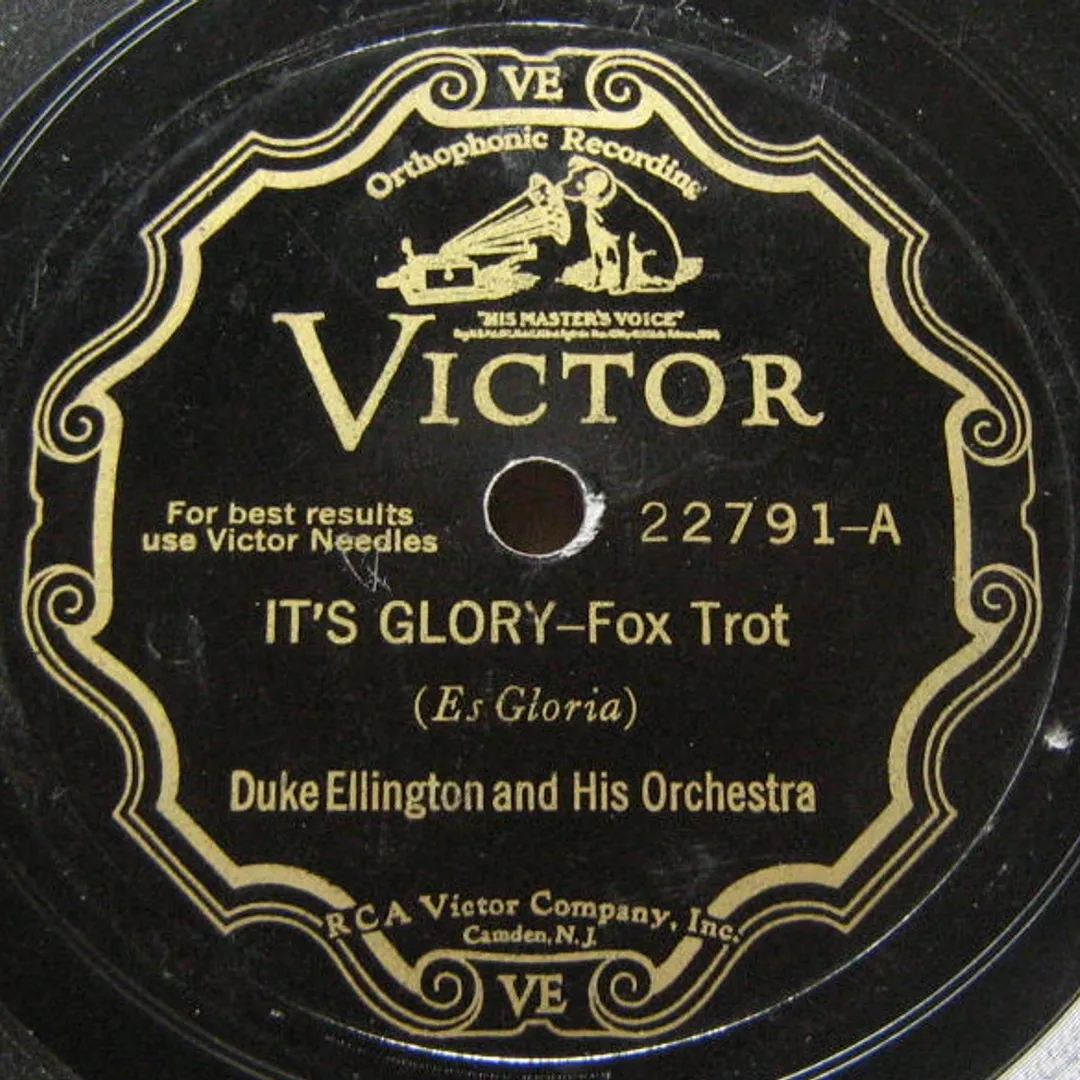 VE
Orthophonic Recording
"HIS MASTER'S VOICE"
VICTOR
For best results
use Victor Needles
22791-A
IT'S GLORY-Fox Trot
(Es Gloria)
Duke Ellington and His Orchestra
RCA Victor Company, Inc.
Camden, N.J.
VE